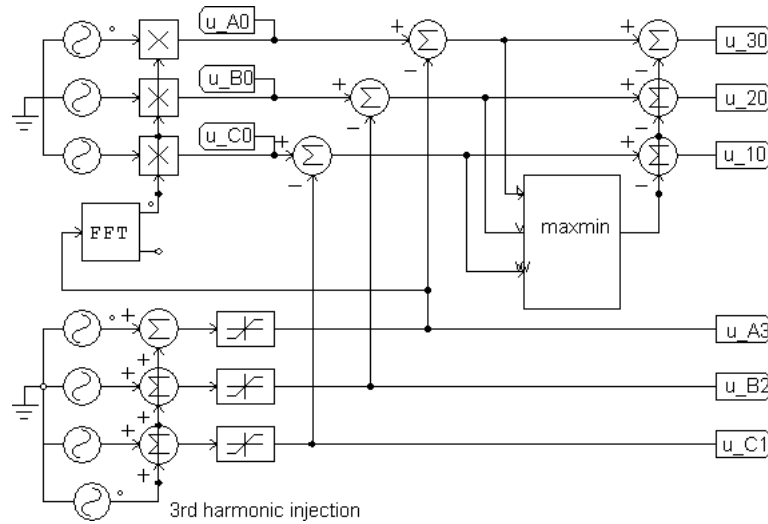 u_A0
u_30
u_B0
u_20
u_C0
u_10
FFT
maxmin
u_A3
u_B2
u_C1
3rd harmonic injection